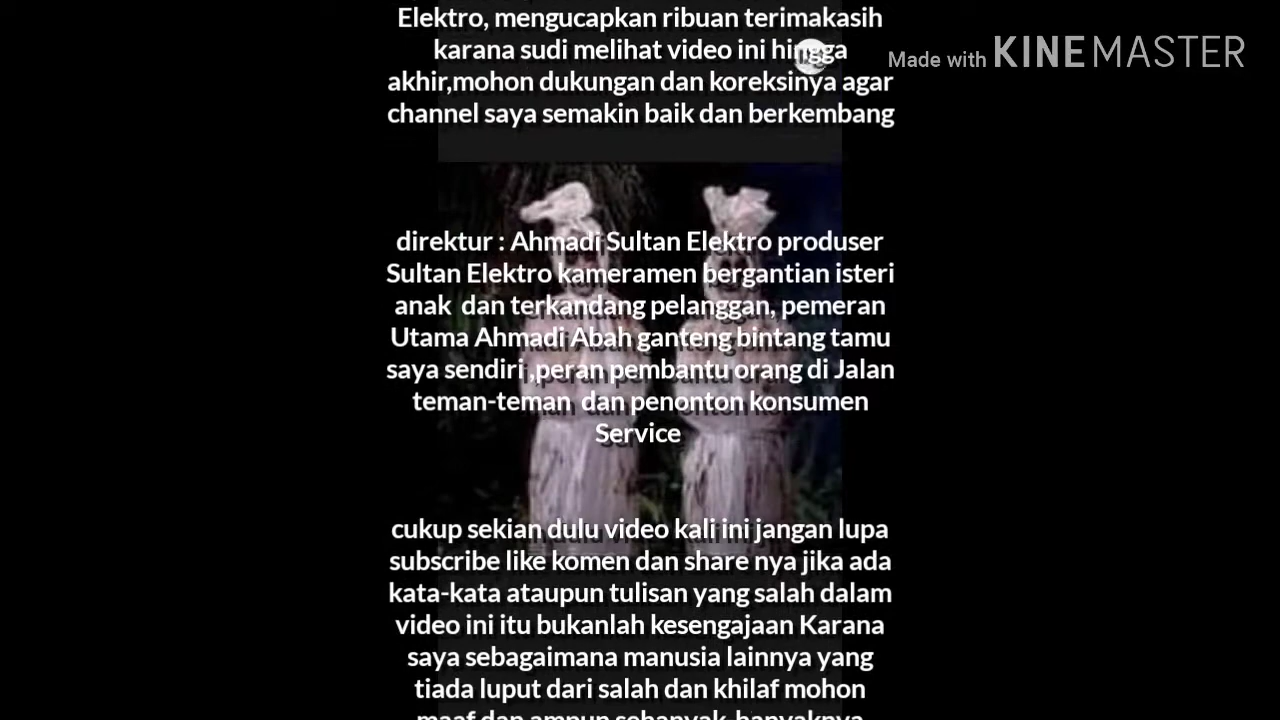 Elektro, mengucapkan ribuan terimakasih
karana sudi melihat video ini hingga
akhir,mohon dukungan dan koreksinya agar
channel saya semakin baik dan berkembang
Made with KINEMASTER
direktur : Ahmadi Sultan Elektro produser
Sultan Elektro kameramen bergantian isteri
anak dan terkandang pelanggan, pemeran
Utama Ahmadi Abah ganteng bintang tamu
saya sendiri ,peran pembantu orang di Jalan
teman-teman dan penonton konsumen
Service
cukup sekian dulu video kali ini jangan lupa
subscribe like komen dan share nya jika ada
kata-kata ataupun tulisan yang salah dalam
video ini itu bukanlah kesengajaan Karana
saya sebagaimana manusia lainnya yang
tiada luput dari salah dan khilaf mohon
maaf dan ampun sebanyak-banyaknya